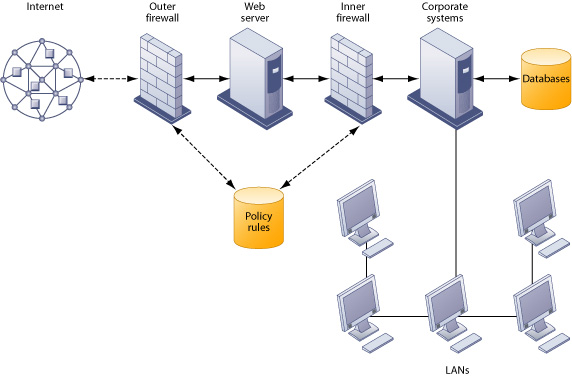 Internet
Outer
firewall
Web
server
Inner
firewall
Corporate
systems
Databases
Policy
rules
LANs